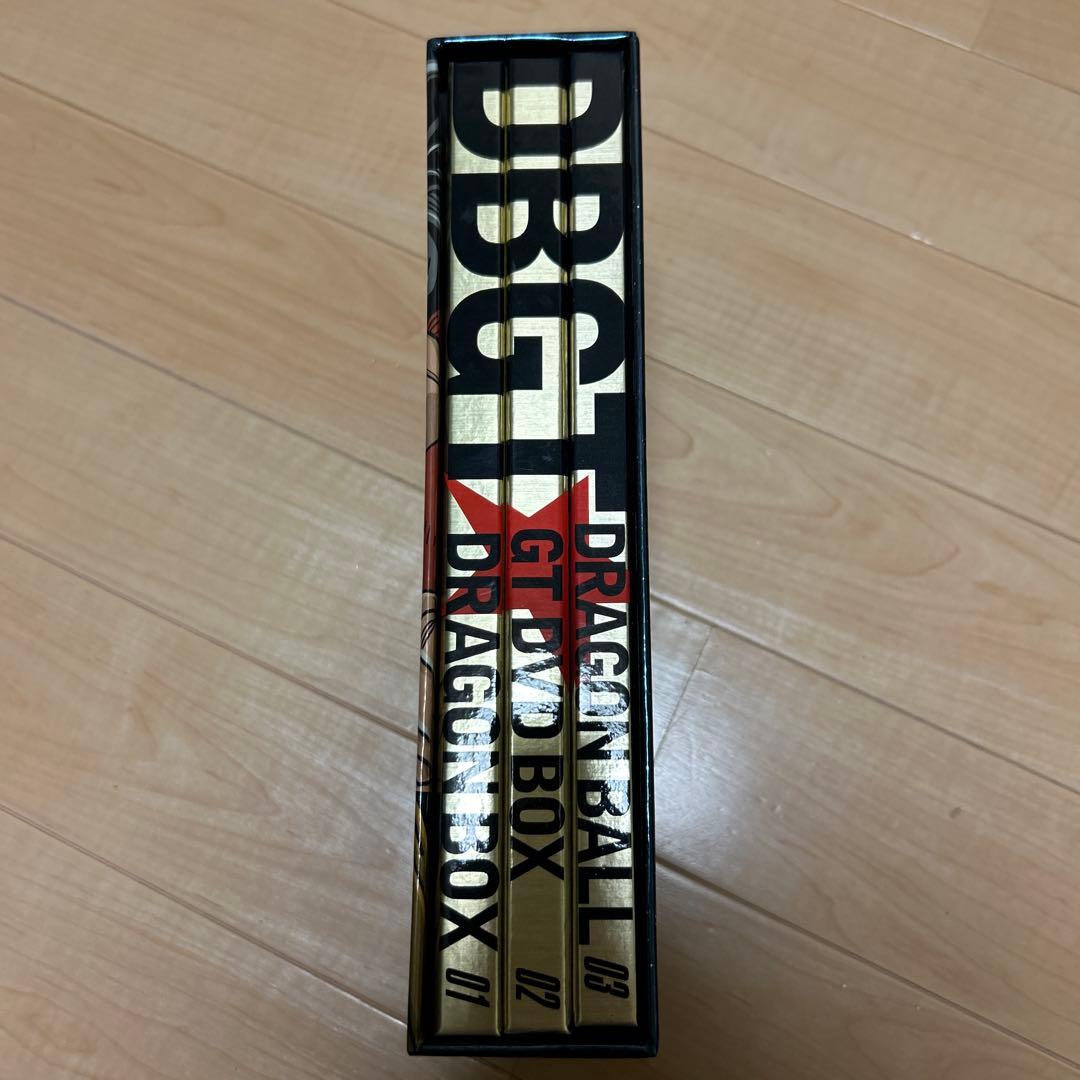 DBGT
DRAGON BALL
GT DVD BOX
DRAGON BOX
03
02
01